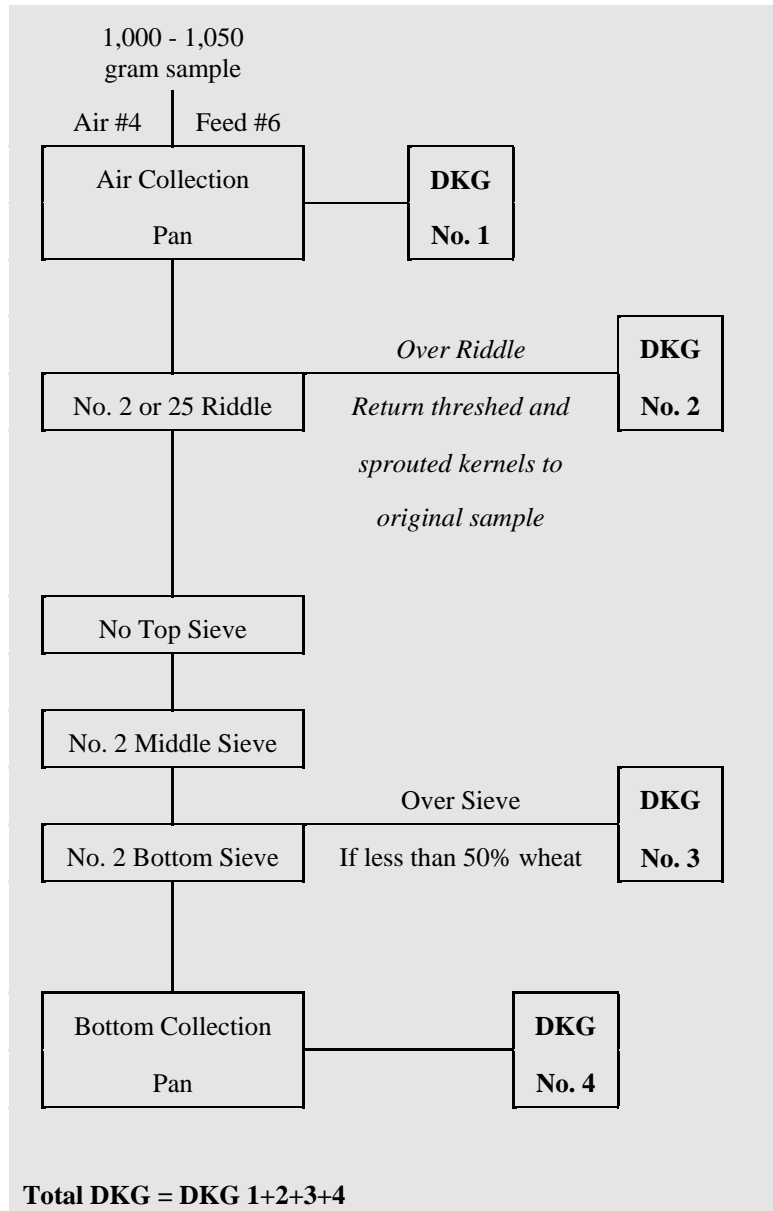 1,000 - 1,050
gram sample
Air #4 Feed #6
Air Collection
Pan
DKG
No. 1
Over Riddle
DKG
No. 2 or 25 Riddle
Return threshed and
No. 2
sprouted kernels to
original sample
No Top Sieve
No. 2 Middle Sieve
Over Sieve
DKG
No. 2 Bottom Sieve
If less than 50% wheat
No. 3
Bottom Collection
Pan
DKG
No. 4
Total DKG = DKG 1+2+3+4